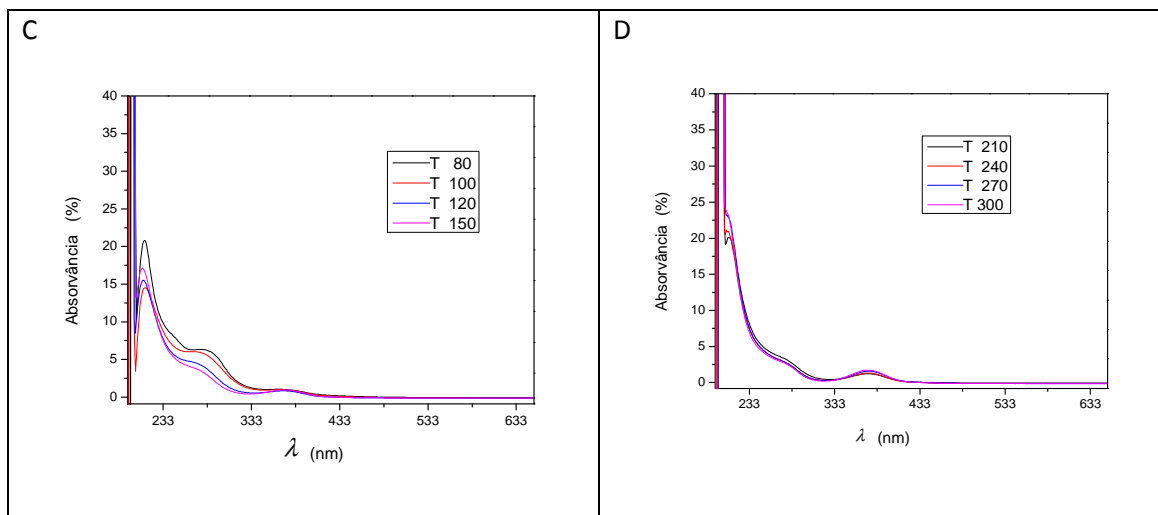 C
40
35
30
25
20
15
10
5
0
Absorvância (%)
T 80
T 100
T 120
T 150
233 333 433 533 633
λ (nm)
D
40
35
30
25
20
15
10
5
0
Absorvância (%)
T 210
T 240
T 270
T 300
233 333 433 533 633
λ (nm)